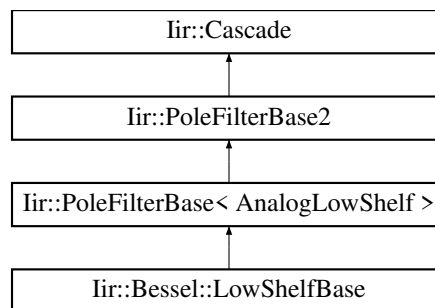 Iir::Cascade
Iir::PoleFilterBase2
Iir::PoleFilterBase< AnalogLowShelf >
Iir::Bessel::LowShelfBase